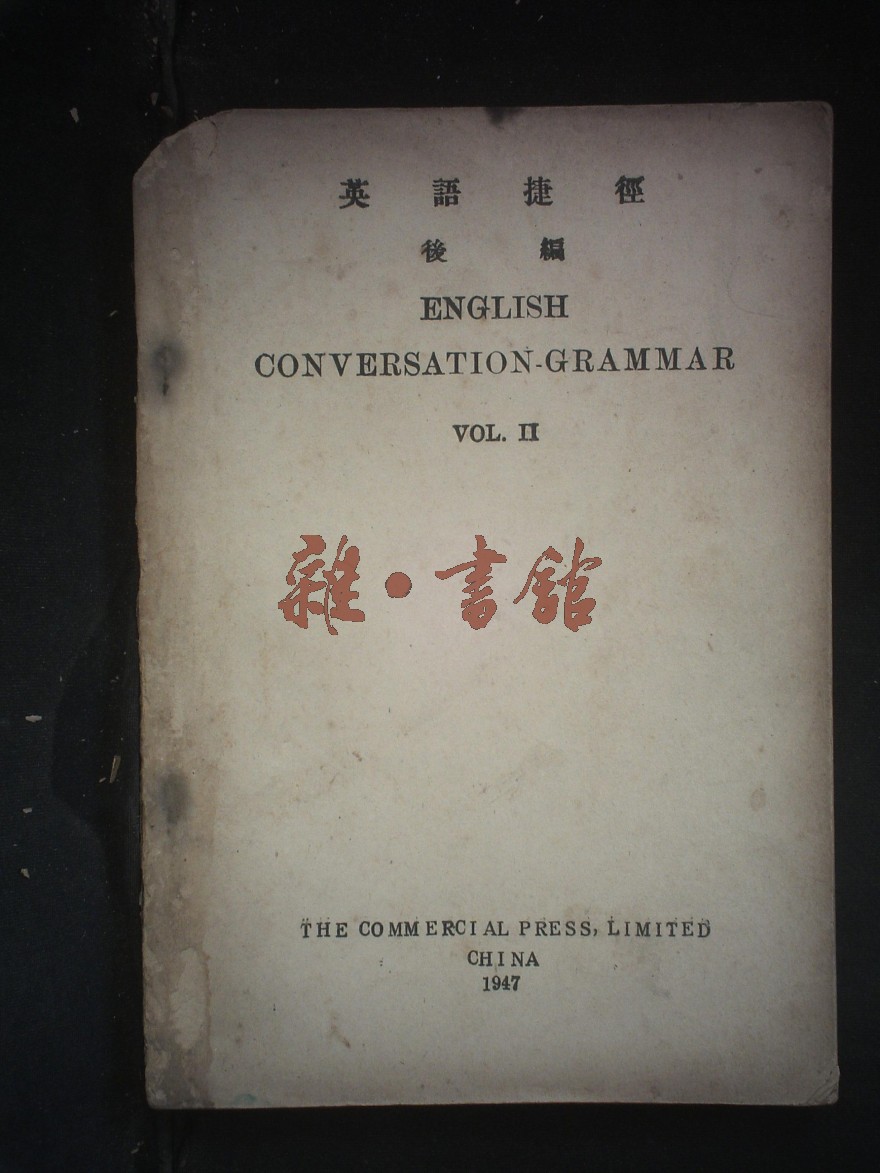 英語捷徑
後編
ENGLISH
CONVERSATION-GRAMMAR
VOL. II
雜·書館
THE COMMERCIAL PRESS, LIMITED
CHINA
1947